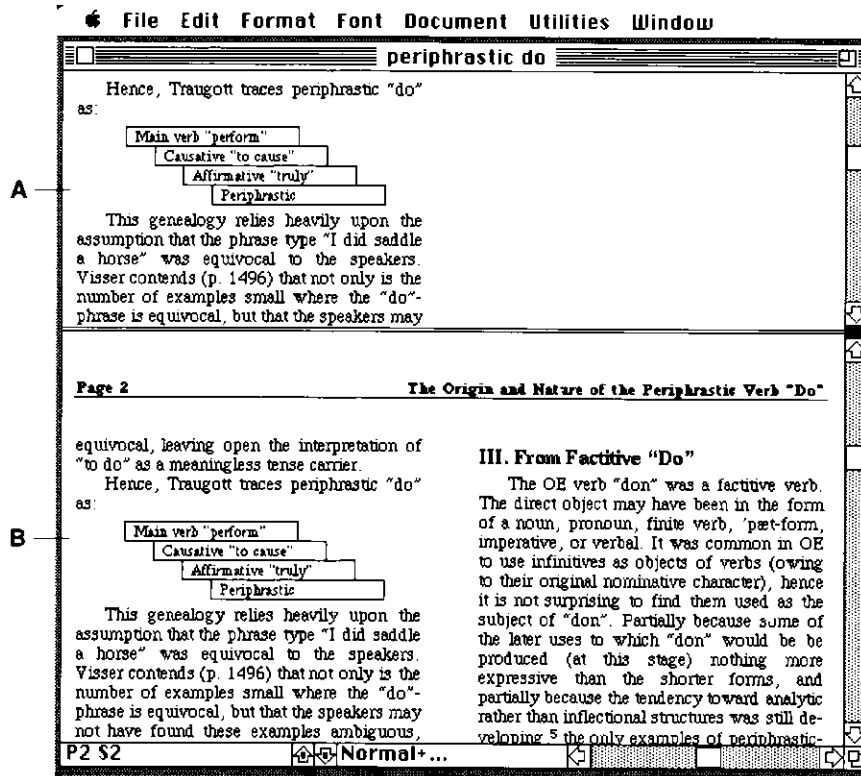 File Edit Format Font Document Utilities Window
periphrastic do
Hence, Traugott traces periphrastic "do"
as:
Main verb "perform"
Causative "to cause"
Affirmative "truly"
Periphrastic
A
This genealogy relies heavily upon the
assumption that the phrase type "I did saddle
a horse" was equivocal to the speakers.
Visser contends (p. 1496) that not only is the
number of examples small where the "do"-
phrase is equivocal, but that the speakers may
Page 2
The Origin and Nature of the Periphrastic Verb "Do"
equivocal, leaving open the interpretation of
"to do" as a meaningless tense carrier.
Hence, Traugott traces periphrastic "do"
as:
B
Main verb "perform"
Causative "to cause"
Affirmative "truly"
Periphrastic
This genealogy relies heavily upon the
assumption that the phrase type "I did saddle
a horse" was equivocal to the speakers.
Visser contends (p. 1496) that not only is the
number of examples small where the "do"-
phrase is equivocal, but that the speakers may
not have found these examples ambiguous,
III. From Factitive "Do"
The OE verb "don" was a factitive verb.
The direct object may have been in the form
of a noun, pronoun, finite verb, 'pæt-form,
imperative, or verbal. It was common in OE
to use infinitives as objects of verbs (owing
to their original nominative character), hence
it is not surprising to find them used as the
subject of "don". Partially because some of
the later uses to which "don" would be be
produced (at this stage) nothing more
expressive than the shorter forms, and
partially because the tendency toward analytic
rather than inflectional structures was still de-
veloping,5 the only examples of periphrastic-
P2 S2
Normal+...